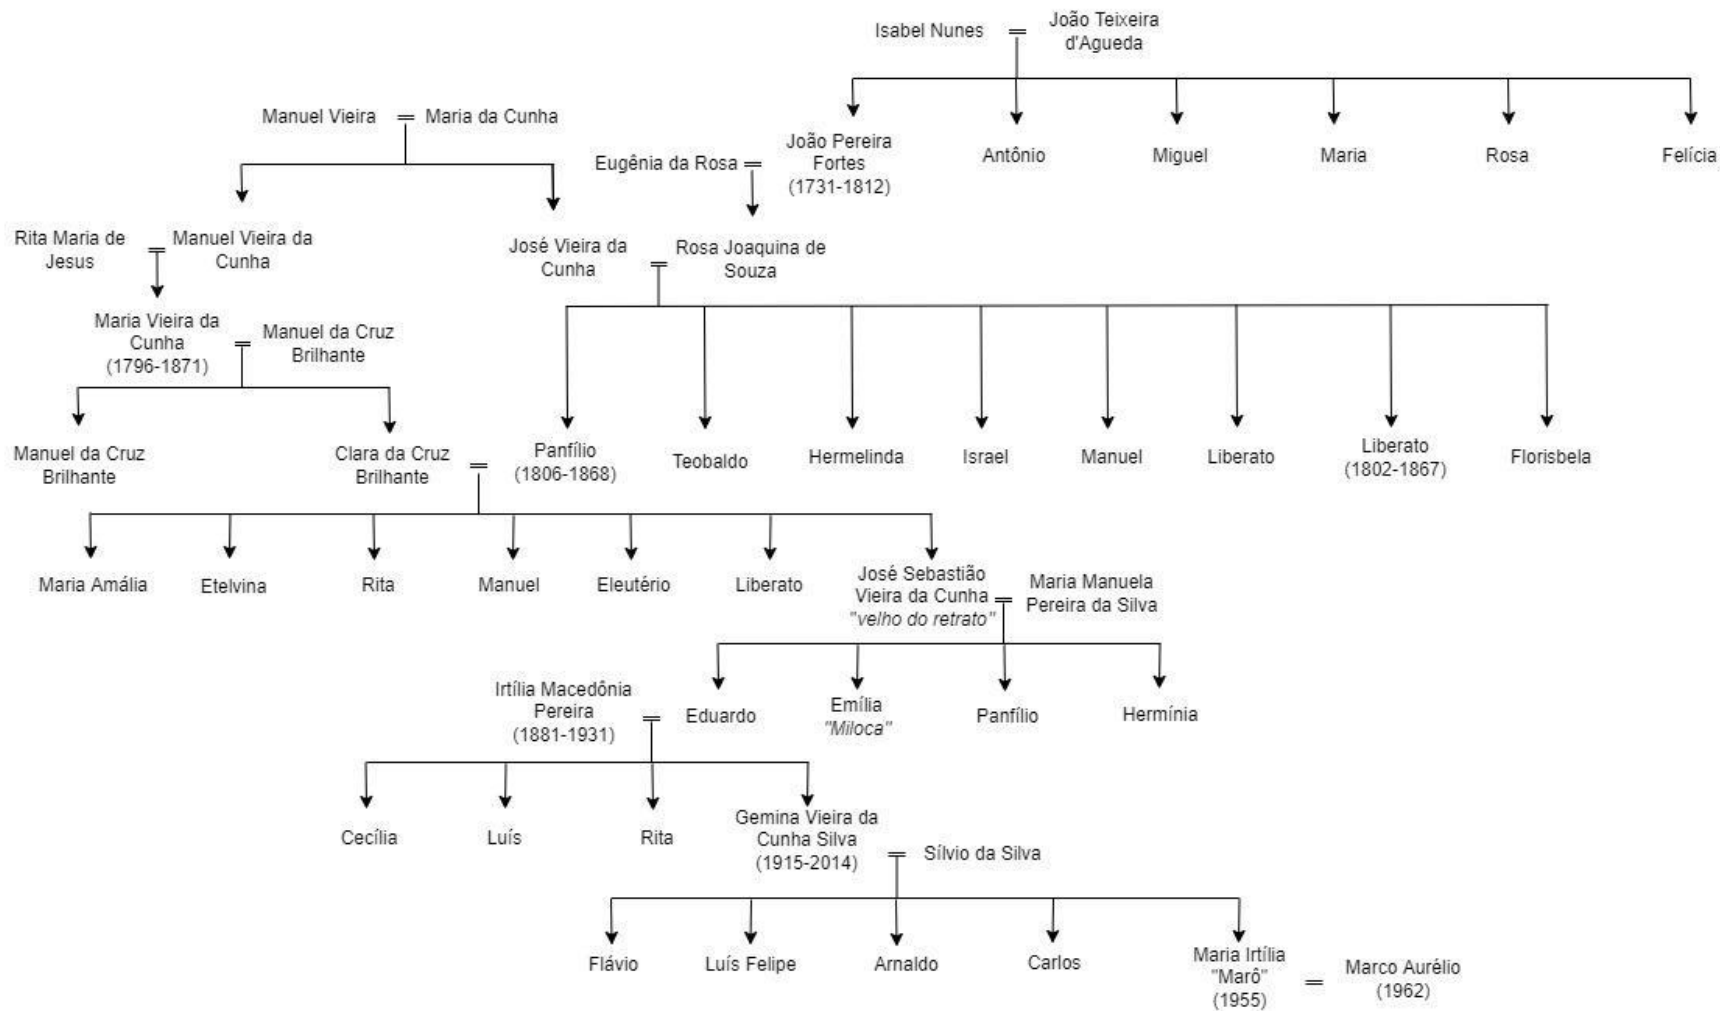 Isabel Nunes
João Teixeira
d'Agueda
Manuel Vieira
Maria da Cunha
Eugênia da Rosa
João Pereira
Fortes
(1731-1812)
Antônio
Miguel
Maria
Rosa
Felícia
Rita Maria de
Jesus
Manuel Vieira da
Cunha
José Vieira da
Cunha
Rosa Joaquina de
Souza
Maria Vieira da
Cunha
(1796-1871)
Manuel da Cruz
Brilhante
Manuel da Cruz
Brilhante
Clara da Cruz
Brilhante
Panfílio
(1806-1868)
Teobaldo
Hermelinda
Israel
Manuel
Liberato
Liberato
(1802-1867)
Florisbela
Maria Amália
Etelvina
Rita
Manuel
Eleutério
Liberato
José Sebastião
Vieira da Cunha
"velho do retrato"
Maria Manuela
Pereira da Silva
Irtília Macedônia
Pereira
(1881-1931)
Eduardo
Emília
"Miloca"
Panfílio
Hermínia
Cecília
Luís
Rita
Gemina Vieira da
Cunha Silva
(1915-2014)
Sílvio da Silva
Flávio
Luís Felipe
Arnaldo
Carlos
Maria Irtília
"Marô"
(1955)
Marco Aurélio
(1962)